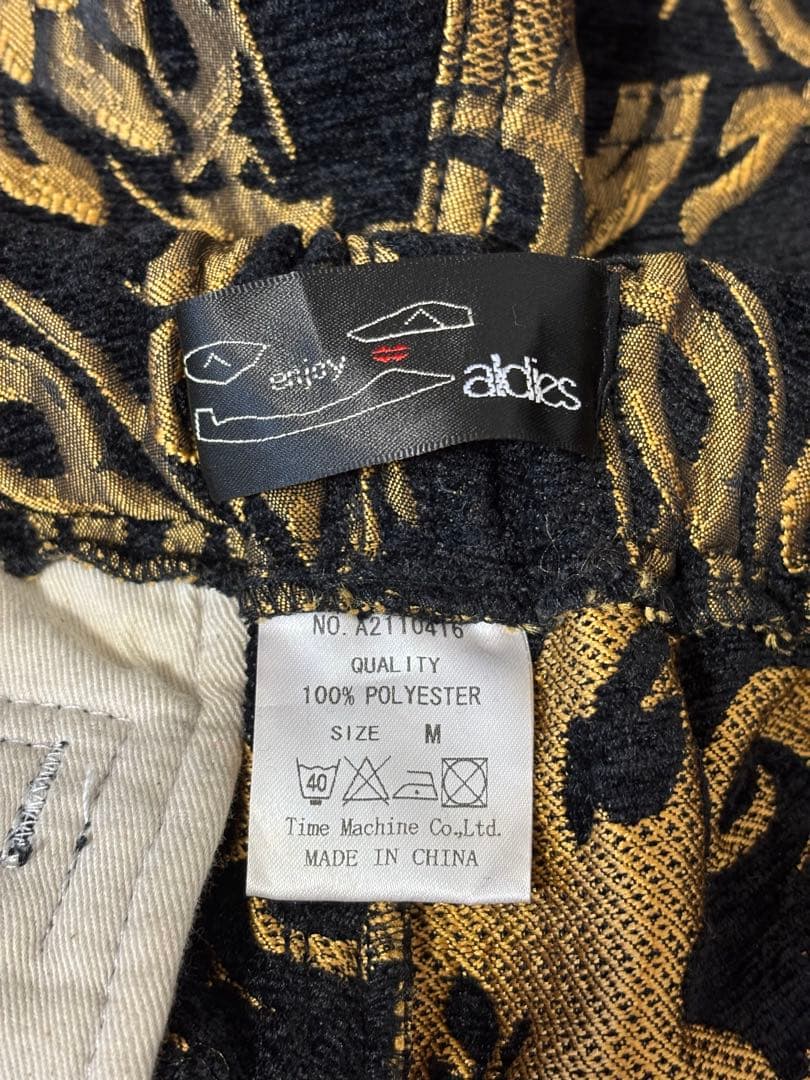 enjoy
aldies
NO. A2110416
QUALITY
100% POLYESTER
SIZE M
40
Time Machine Co.,Ltd.
MADE IN CHINA